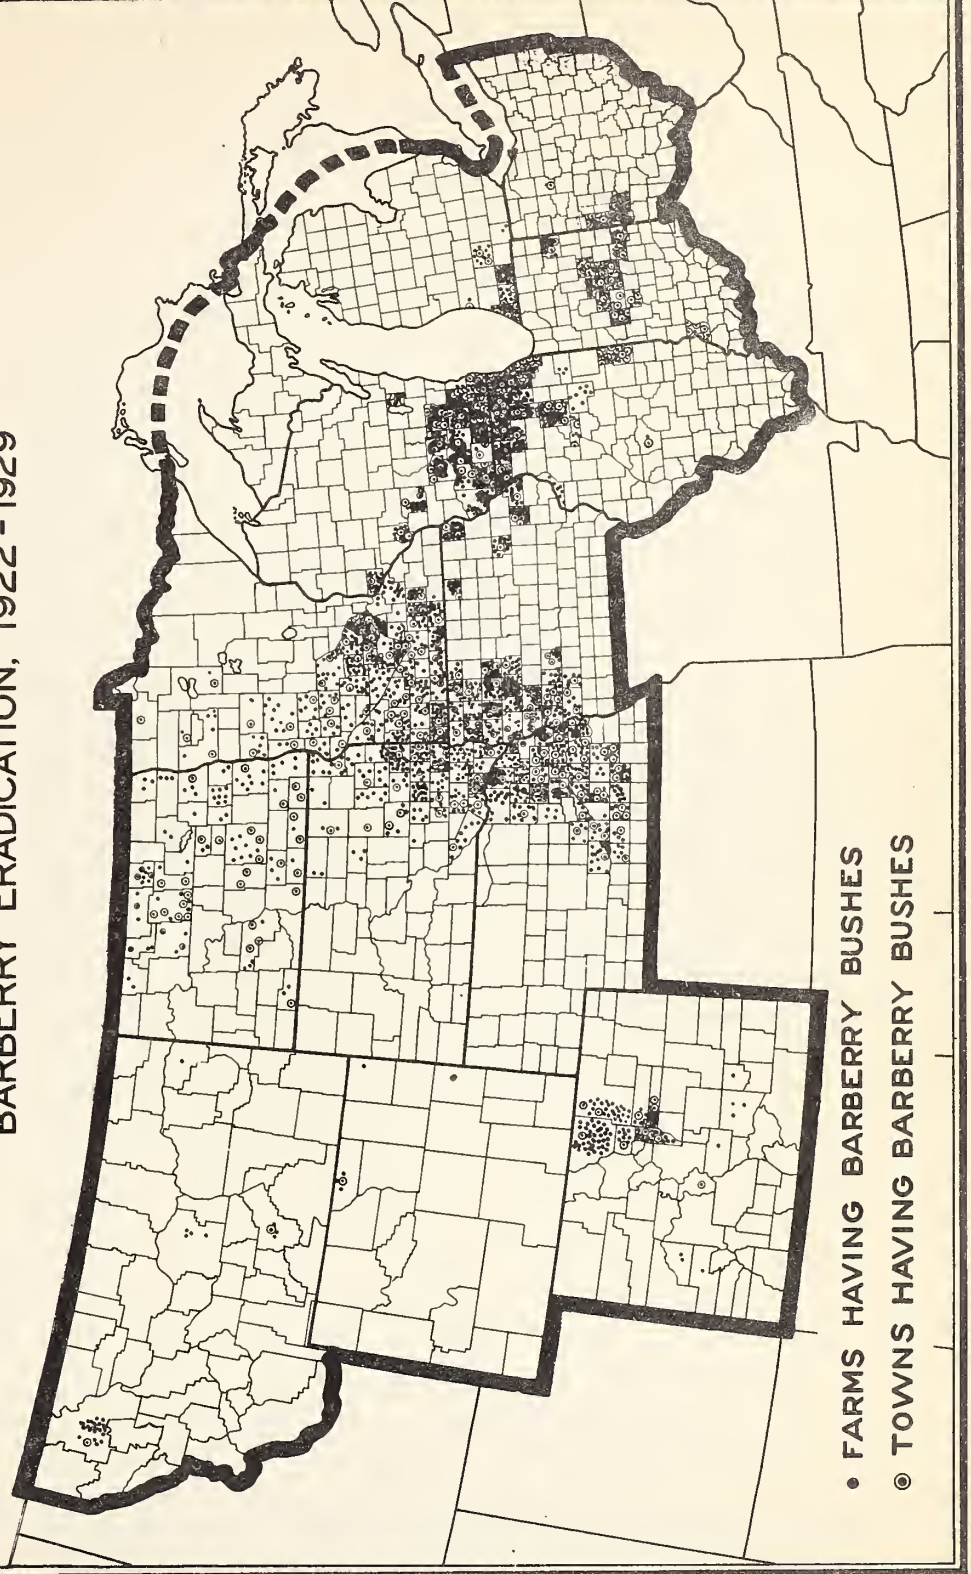 BARBERRY ERADICATION, 1922-1929
• FARMS HAVING BARBERRY BUSHES
◉ TOWNS HAVING BARBERRY BUSHES